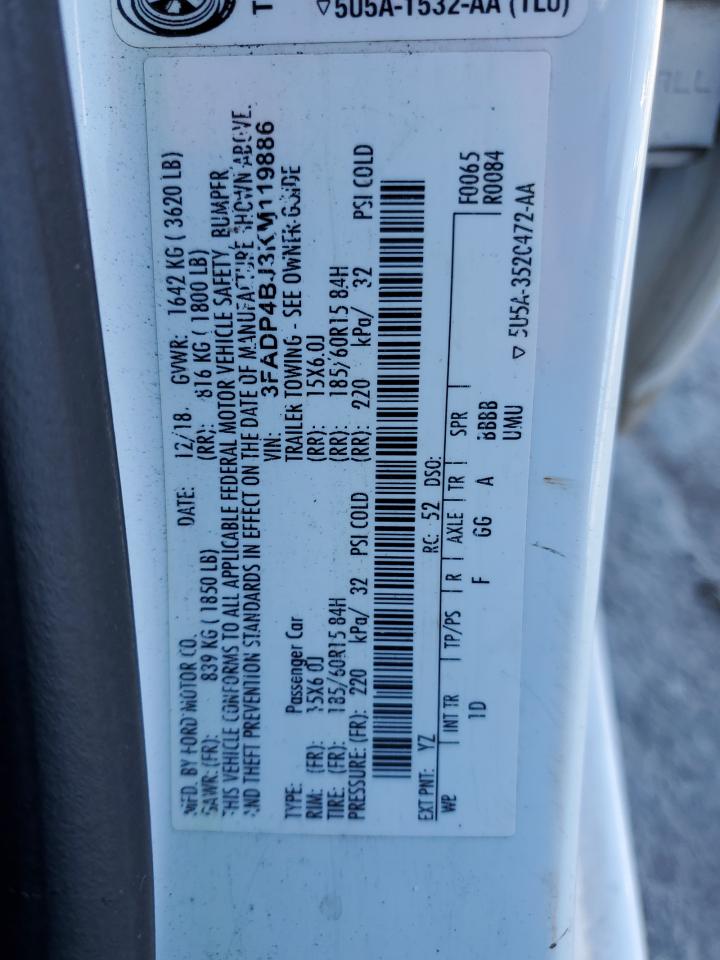 5U5A-1532-AA (TLU)
MFD. BY FORD MOTOR CO. DATE: 12/18 GVWR: 1642 KG ( 3620 LB)
GAWR: (FR): 839 KG ( 1850 LB) (RR): 816 KG ( 1800 LB)
THIS VEHICLE CONFORMS TO ALL APPLICABLE FEDERAL MOTOR VEHICLE SAFETY, BUMPER,
AND THEFT PREVENTION STANDARDS IN EFFECT ON THE DATE OF MANUFACTURE SHOWN ABOVE.
VIN: 3FADP4BJ3KM119886
TYPE: Passenger Car TRAILER TOWING - SEE OWNER GUIDE
RIM: (FR): 15X6.0J (RR): 15X6.0J
TIRE: (FR): 185/60R15 84H (RR): 185/60R15 84H
PRESSURE: (FR): 220 kPa/ 32 PSI COLD (RR): 220 kPa/ 32 PSI COLD
EXT PNT: YZ RC: 52 DSO: F0065
WB INT TR TP/PS R AXLE TR SPR R0084
1D F GG A BBBB
UMU
5U5A-3520472-AA